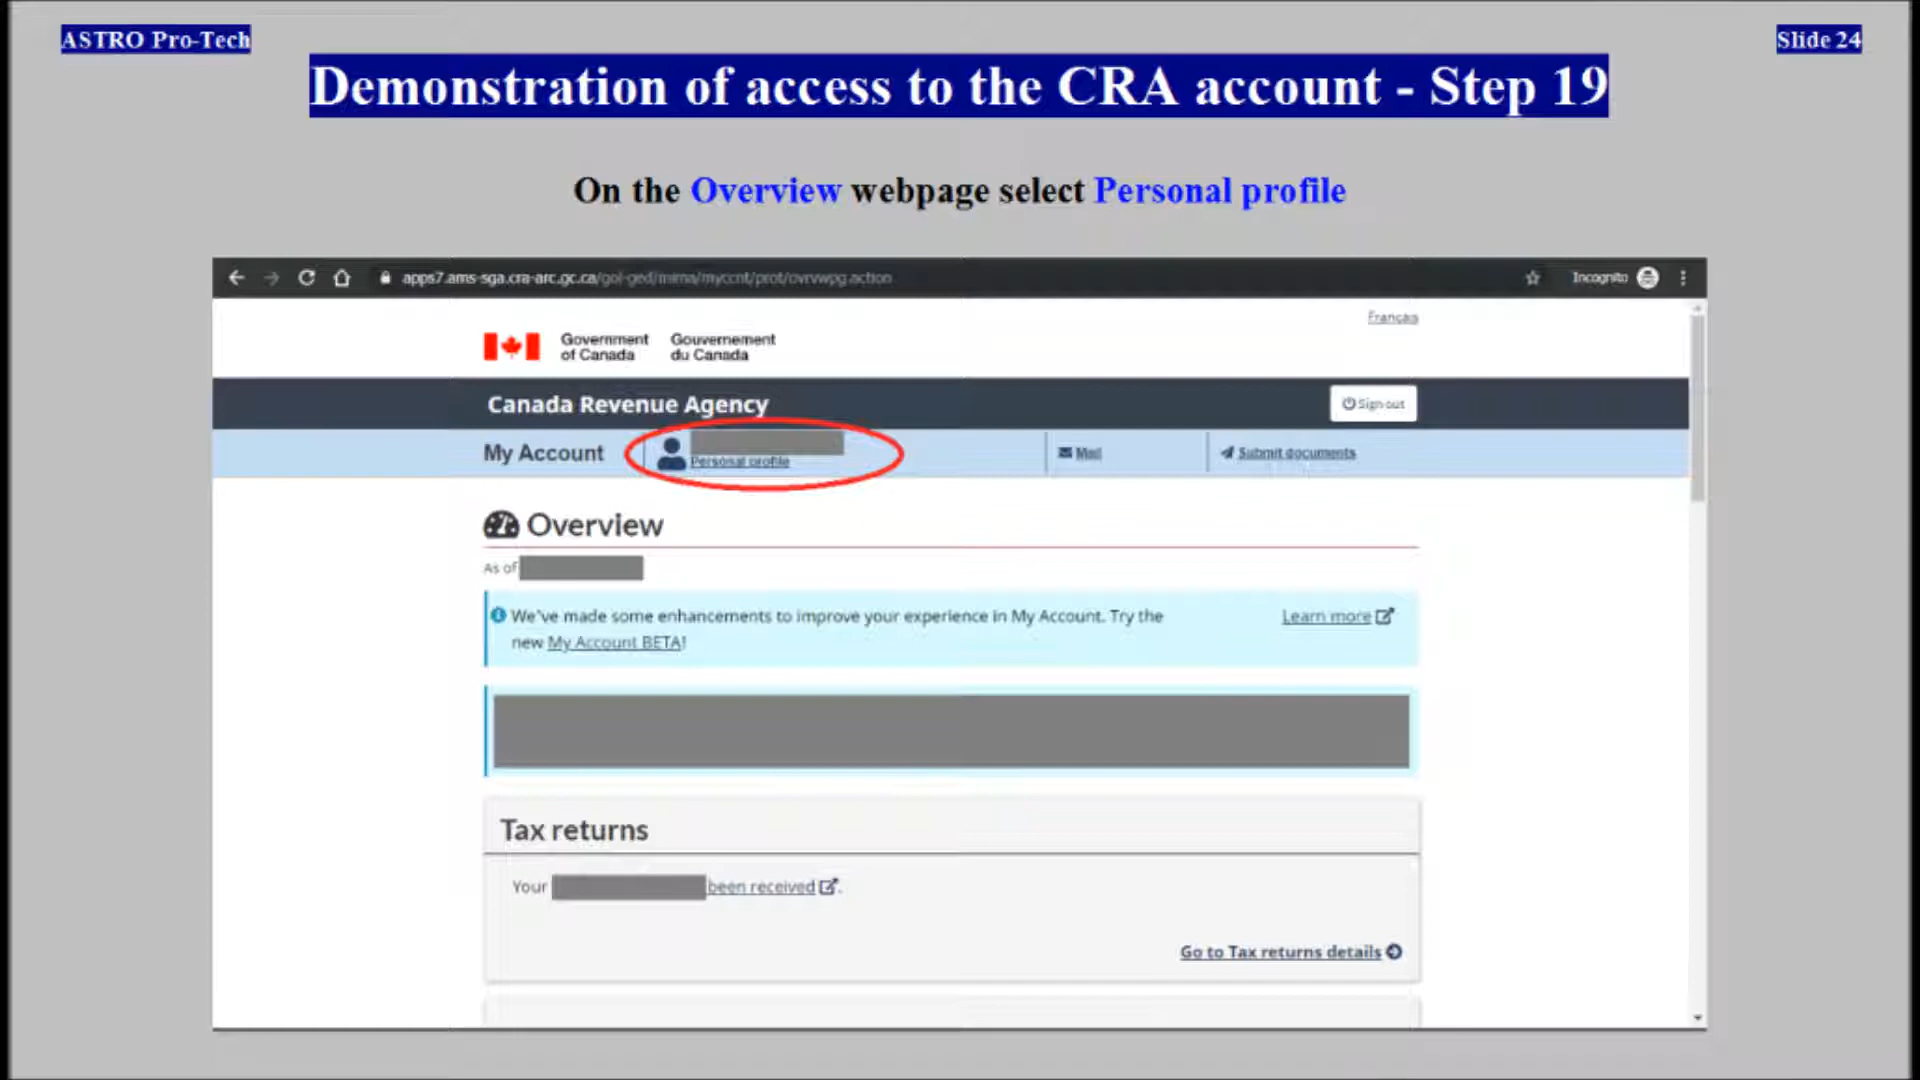 ASTRO Pro-Tech
Slide 24
Demonstration of access to the CRA account - Step 19
On the Overview webpage select Personal profile
apps7.ams-sga.cra-arc.gc.ca/gol-ged/mima/myccnt/prot/ovrvwpg.action
Incognito
Français
Government of Canada
Gouvernement du Canada
Canada Revenue Agency
Sign out
My Account
Personal profile
Mail
Submit documents
Overview
As of
We've made some enhancements to improve your experience in My Account. Try the
new My Account BETA!
Learn more
Tax returns
Your been received.
Go to Tax returns details